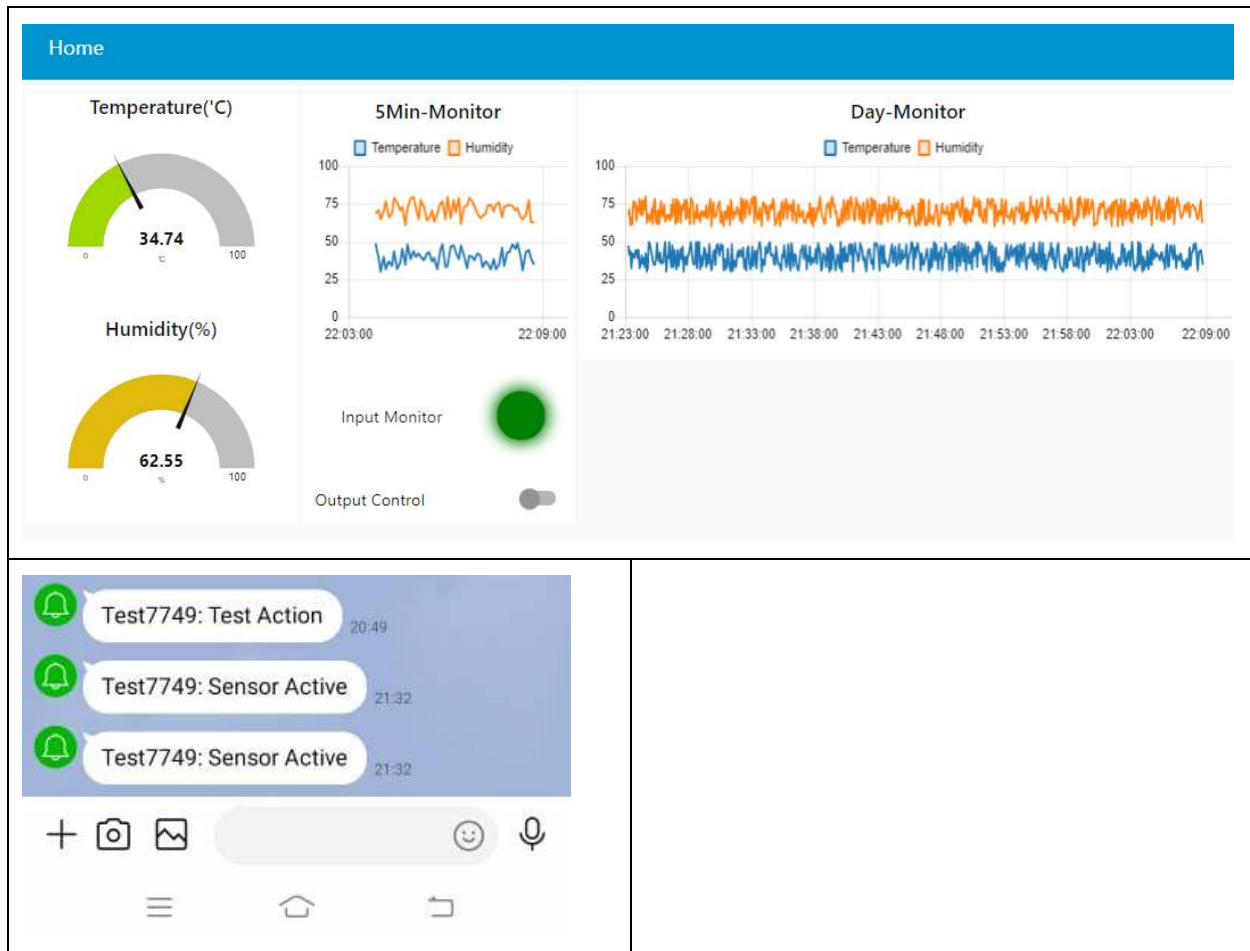 Home
Temperature('C)
34.74
0 °C 100
Humidity(%)
62.55
0 % 100
5Min-Monitor
Temperature Humidity
100
75
50
25
0
22:03:00 22:09:00
Input Monitor
Output Control
Day-Monitor
Temperature Humidity
100
75
50
25
0
21:23:00 21:28:00 21:33:00 21:38:00 21:43:00 21:48:00 21:53:00 21:58:00 22:03:00 22:09:00
Test7749: Test Action 20:49
Test7749: Sensor Active 21:32
Test7749: Sensor Active 21:32